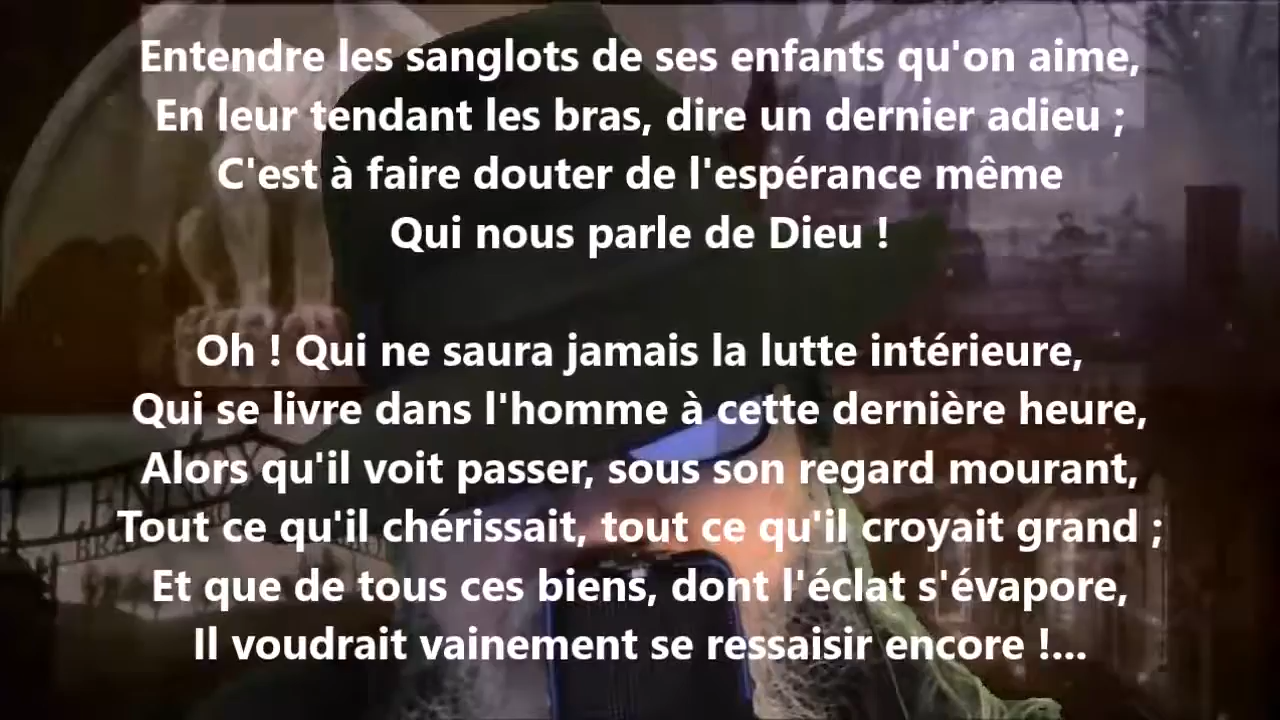 Entendre les sanglots de ses enfants qu'on aime,
En leur tendant les bras, dire un dernier adieu ;
C'est à faire douter de l'espérance même
Qui nous parle de Dieu !
Oh ! Qui ne saura jamais la lutte intérieure,
Qui se livre dans l'homme à cette dernière heure,
Alors qu'il voit passer, sous son regard mourant,
Tout ce qu'il chérissait, tout ce qu'il croyait grand ;
Et que de tous ces biens, dont l'éclat s'évapore,
Il voudrait vainement se ressaisir encore !...